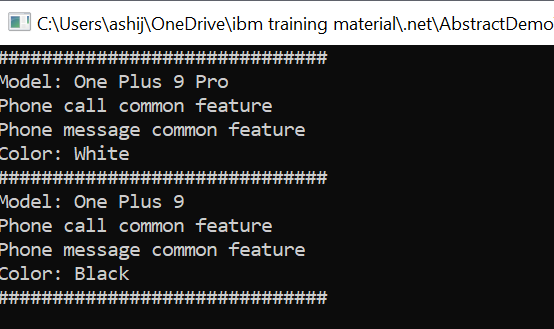 C:\Users\ashij\OneDrive\ibm training material\.net\AbstractDemo
##############################
Model: One Plus 9 Pro
Phone call common feature
Phone message common feature
Color: White
##############################
Model: One Plus 9
Phone call common feature
Phone message common feature
Color: Black
##############################